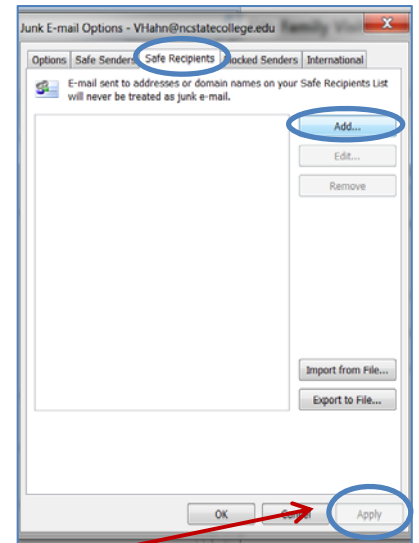 Junk E-mail Options - VHahn@ncstatecollege.edu
Options Safe Senders Safe Recipients Blocked Senders International
E-mail sent to addresses or domain names on your Safe Recipients List
will never be treated as junk e-mail.
Add...
Edit...
Remove
Import from File...
Export to File...
OK Cancel Apply